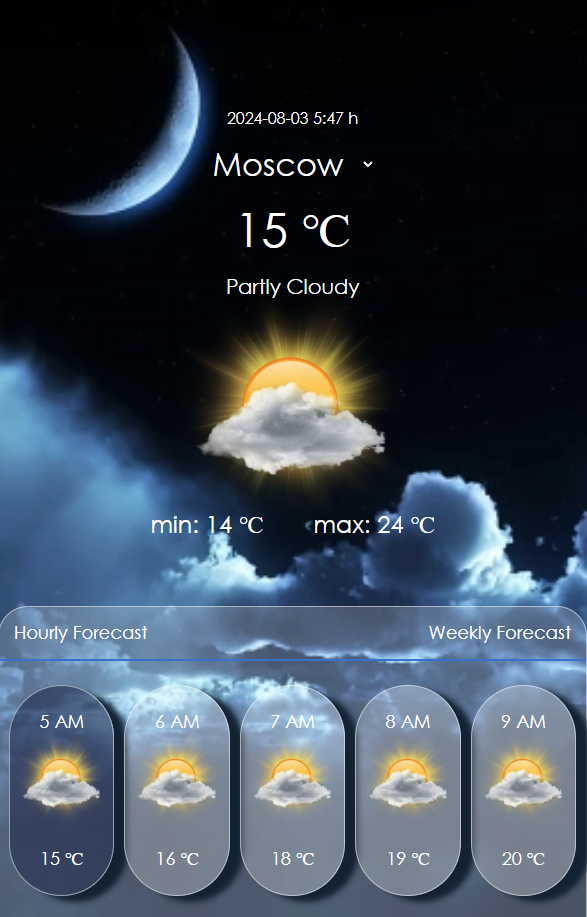 2024-08-03 5:47 h
Moscow
15 °C
Partly Cloudy
min: 14 °C max: 24 °C
Hourly Forecast Weekly Forecast
5 AM 6 AM 7 AM 8 AM 9 AM
15 °C 16 °C 18 °C 19 °C 20 °C